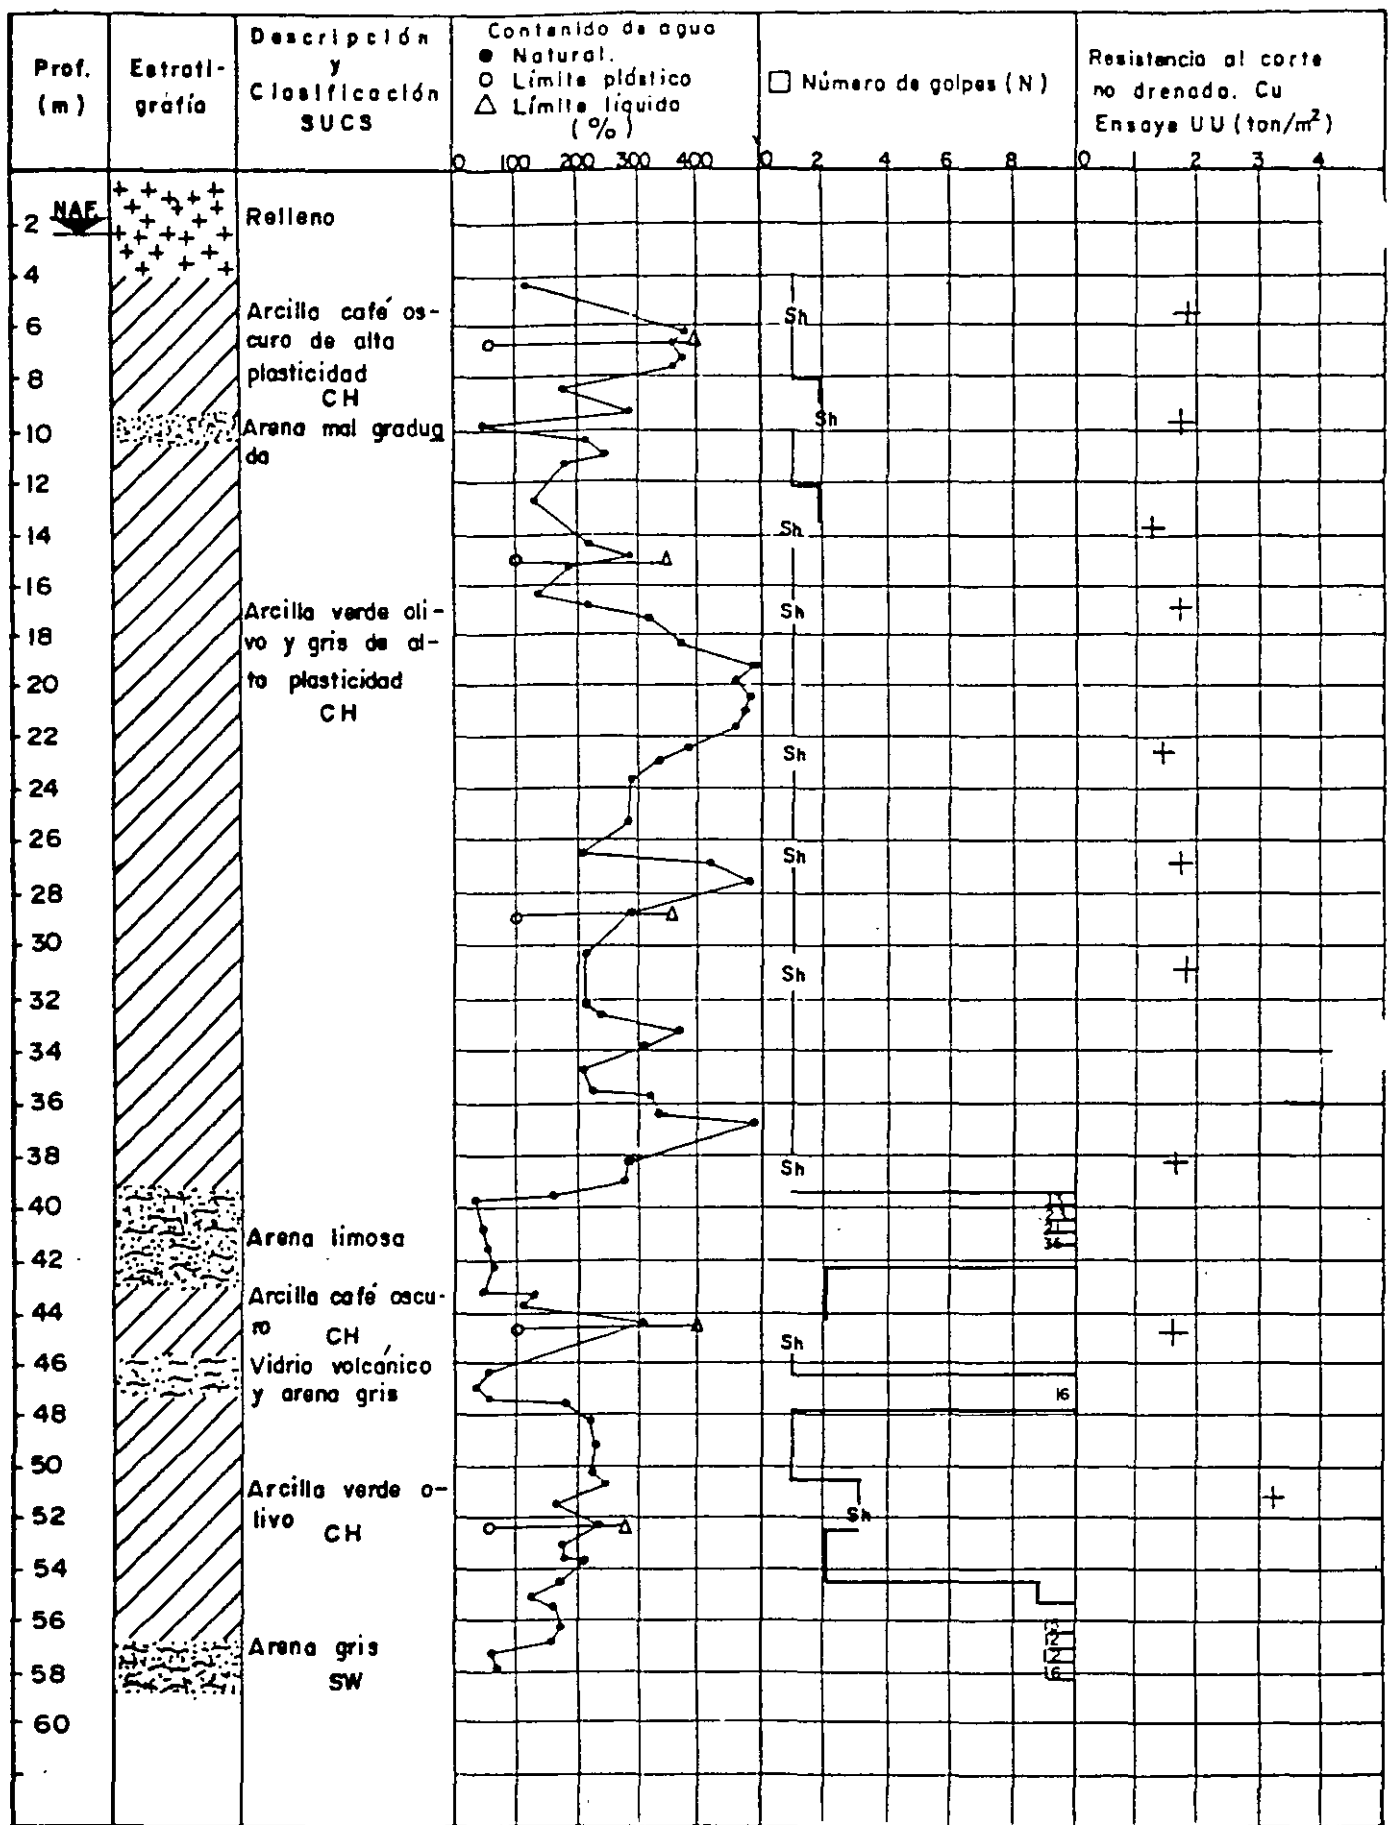 Prof.
(m)
Estrati-
grafía
Descripción
y
Clasificación
SUCS
Contenido de agua
● Natural.
○ Límite plástico
△ Límite líquido
(%)
□ Número de golpes (N)
Resistencia al corte
no drenada. Cu
Ensaye UU (ton/m²)
0 100 200 300 400
0 2 4 6 8
0 1 2 3 4
NAF
2
Relleno
4
Arcilla café os-
Sh
6
curo de alta
plasticidad
8
CH
Sh
10
Arena mal gradua
da
12
14
Sh
16
Arcilla verde oli-
Sh
18
vo y gris de al-
20
ta plasticidad
CH
22
Sh
24
26
Sh
28
30
Sh
32
34
36
38
Sh
40
Arena limosa
36
42
Arcilla café oscu-
44
ro CH
Sh
46
Vidrio volcánico
y arena gris
16
48
50
Arcilla verde o-
52
livo CH
Sh
54
56
Arena gris
12
12
58
SW
16
60